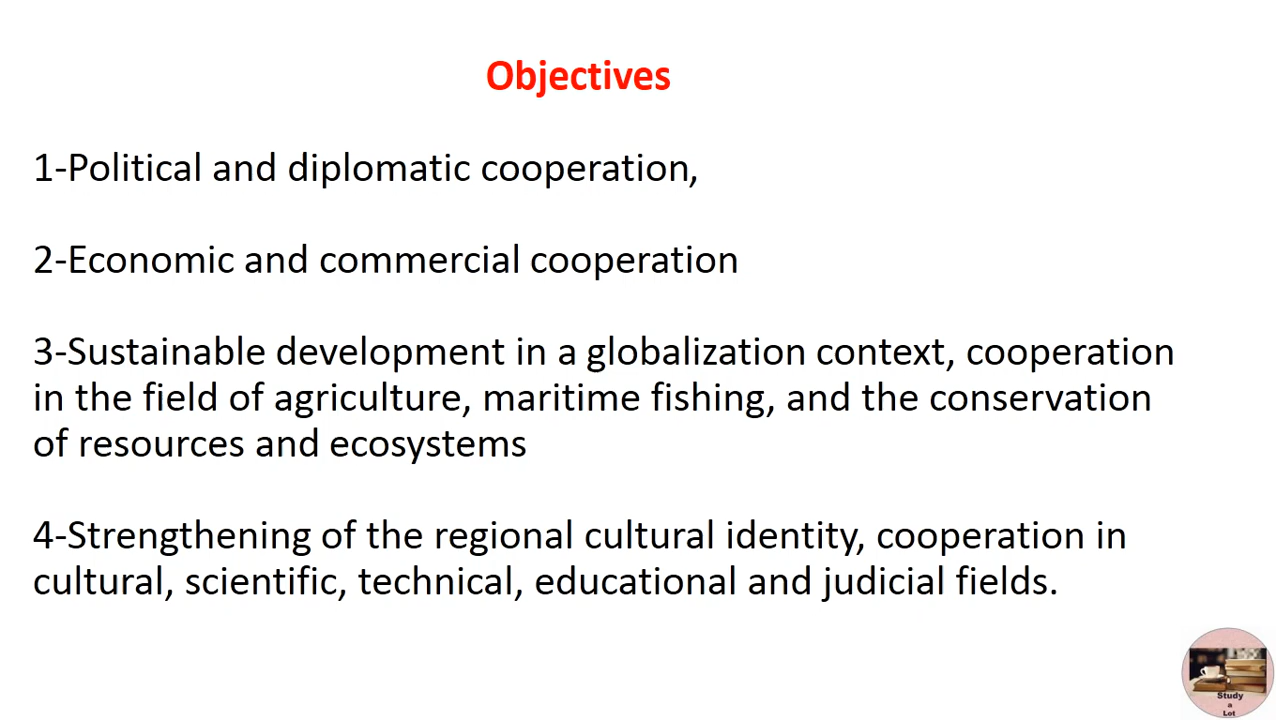 Objectives
1-Political and diplomatic cooperation,
2-Economic and commercial cooperation
3-Sustainable development in a globalization context, cooperation
in the field of agriculture, maritime fishing, and the conservation
of resources and ecosystems
4-Strengthening of the regional cultural identity, cooperation in
cultural, scientific, technical, educational and judicial fields.
Study
a
Lot